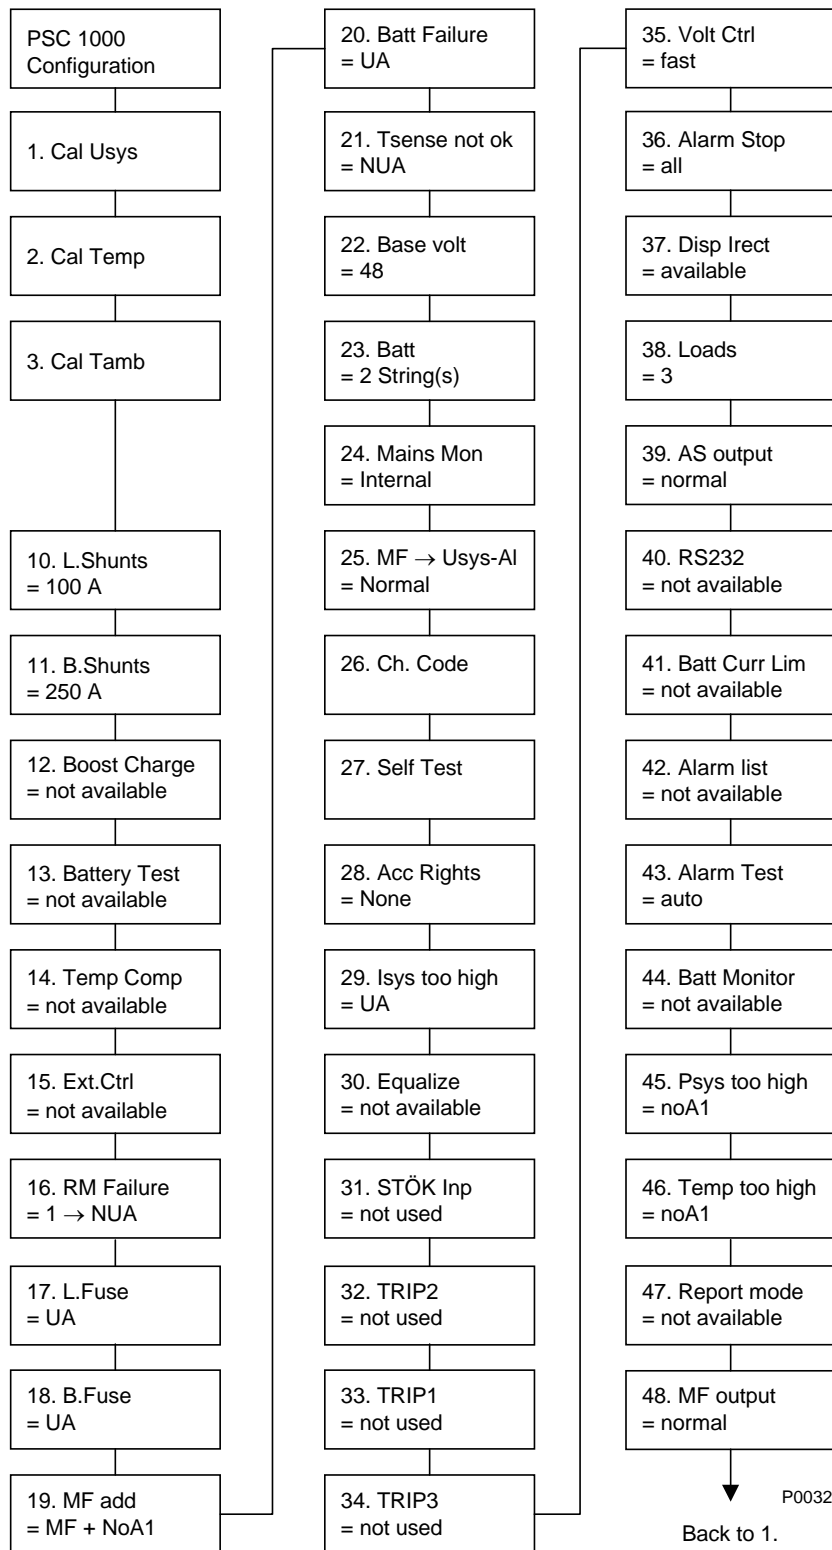 PSC 1000
Configuration
1. Cal Usys
2. Cal Temp
3. Cal Tamb
10. L.Shunts
= 100 A
11. B.Shunts
= 250 A
12. Boost Charge
= not available
13. Battery Test
= not available
14. Temp Comp
= not available
15. Ext.Ctrl
= not available
16. RM Failure
= 1 → NUA
17. L.Fuse
= UA
18. B.Fuse
= UA
19. MF add
= MF + NoA1
20. Batt Failure
= UA
21. Tsense not ok
= NUA
22. Base volt
= 48
23. Batt
= 2 String(s)
24. Mains Mon
= Internal
25. MF → Usys-Al
= Normal
26. Ch. Code
27. Self Test
28. Acc Rights
= None
29. Isys too high
= UA
30. Equalize
= not available
31. STÖK Inp
= not used
32. TRIP2
= not used
33. TRIP1
= not used
34. TRIP3
= not used
35. Volt Ctrl
= fast
36. Alarm Stop
= all
37. Disp Irect
= available
38. Loads
= 3
39. AS output
= normal
40. RS232
= not available
41. Batt Curr Lim
= not available
42. Alarm list
= not available
43. Alarm Test
= auto
44. Batt Monitor
= not available
45. Psys too high
= noA1
46. Temp too high
= noA1
47. Report mode
= not available
48. MF output
= normal
P0032
Back to 1.